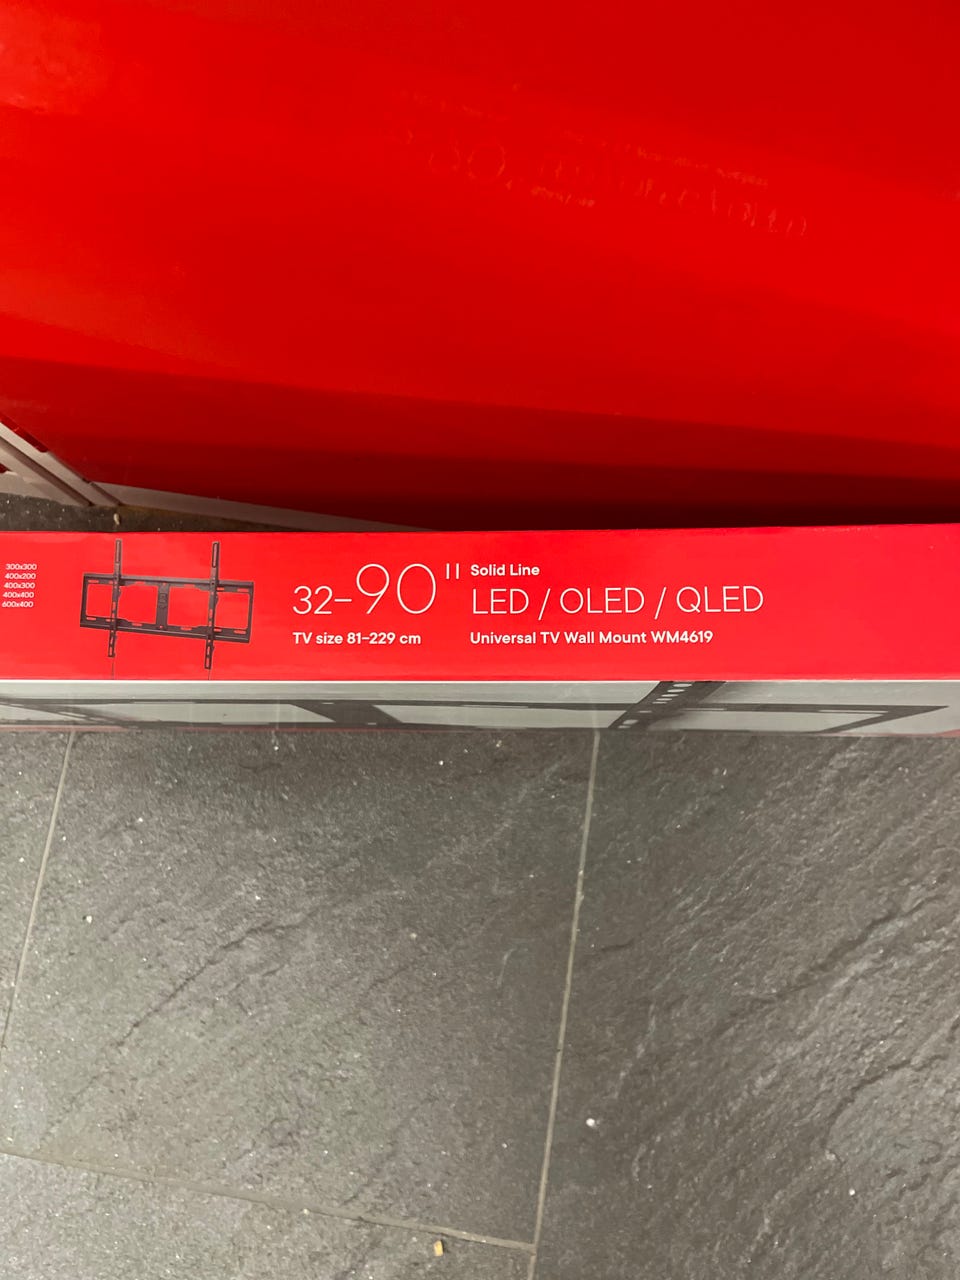 300x300
400x200
400x300
400x400
600x400
32–90"
TV size 81–229 cm
Solid Line
LED / OLED / QLED
Universal TV Wall Mount WM4619